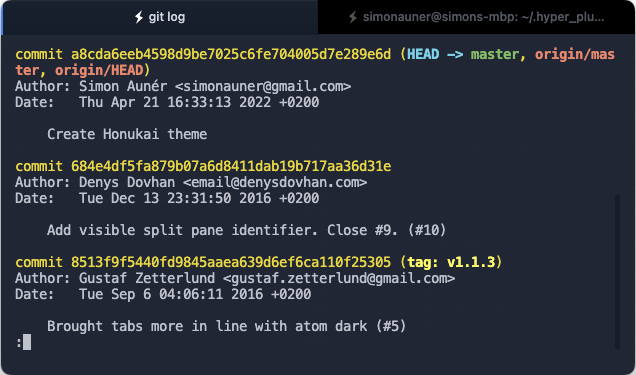 git log
simonauner@simons-mbp: ~/.hyper_plu...
commit a8cda6eeb4598d9be7025c6fe704005d7e289e6d (HEAD -> master, origin/mas
ter, origin/HEAD)
Author: Simon Aunér <simonauner@gmail.com>
Date:   Thu Apr 21 16:33:13 2022 +0200
    Create Honukai theme
commit 684e4df5fa879b07a6d8411dab19b717aa36d31e
Author: Denys Dovhan <email@denysdovhan.com>
Date:   Tue Dec 13 23:31:50 2016 +0200
    Add visible split pane identifier. Close #9. (#10)
commit 8513f9f5440fd9845aaea639d6ef6ca110f25305 (tag: v1.1.3)
Author: Gustaf Zetterlund <gustaf.zetterlund@gmail.com>
Date:   Tue Sep 6 04:06:11 2016 +0200
    Brought tabs more in line with atom dark (#5)
: